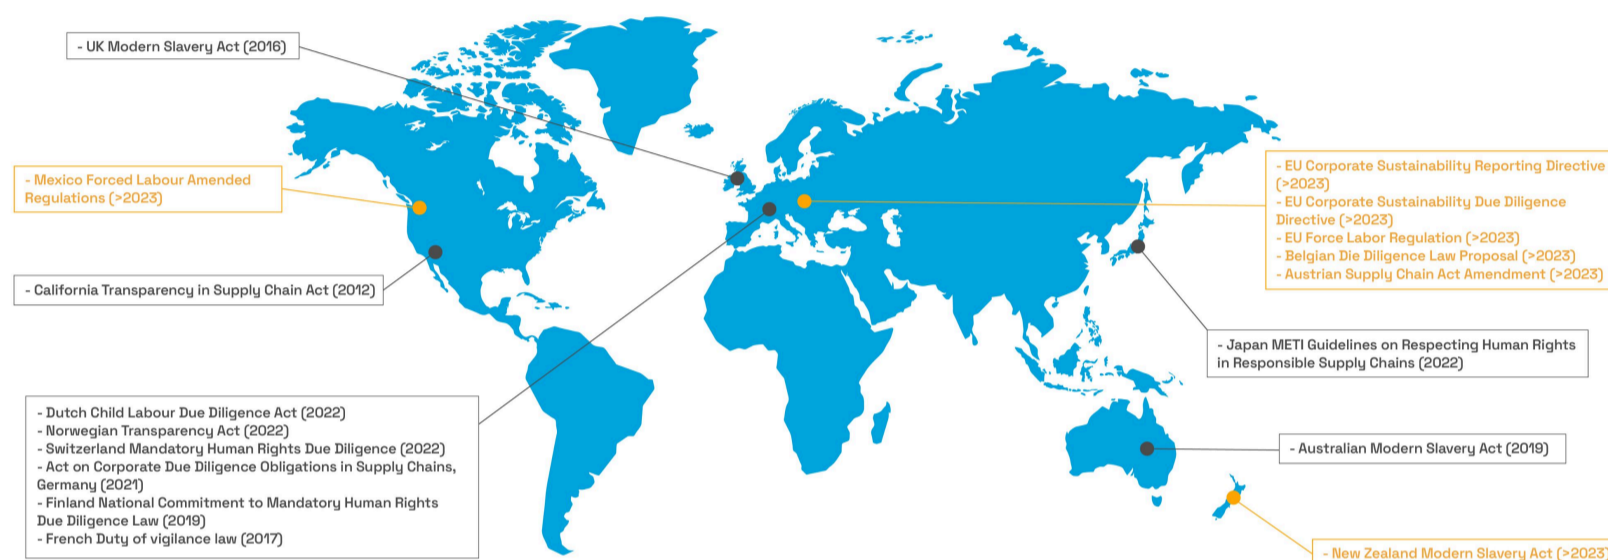 - UK Modern Slavery Act (2016)
- Mexico Forced Labour Amended
Regulations (>2023)
- California Transparency in Supply Chain Act (2012)
- Dutch Child Labour Due Diligence Act (2022)
- Norwegian Transparency Act (2022)
- Switzerland Mandatory Human Rights Due Diligence (2022)
- Act on Corporate Due Diligence Obligations in Supply Chains,
Germany (2021)
- Finland National Commitment to Mandatory Human Rights
Due Diligence Law (2019)
- French Duty of vigilance law (2017)
- EU Corporate Sustainability Reporting Directive
(>2023)
- EU Corporate Sustainability Due Diligence
Directive (>2023)
- EU Force Labor Regulation (>2023)
- Belgian Die Diligence Law Proposal (>2023)
- Austrian Supply Chain Act Amendment (>2023)
- Japan METI Guidelines on Respecting Human Rights
in Responsible Supply Chains (2022)
- Australian Modern Slavery Act (2019)
- New Zealand Modern Slavery Act (>2023)